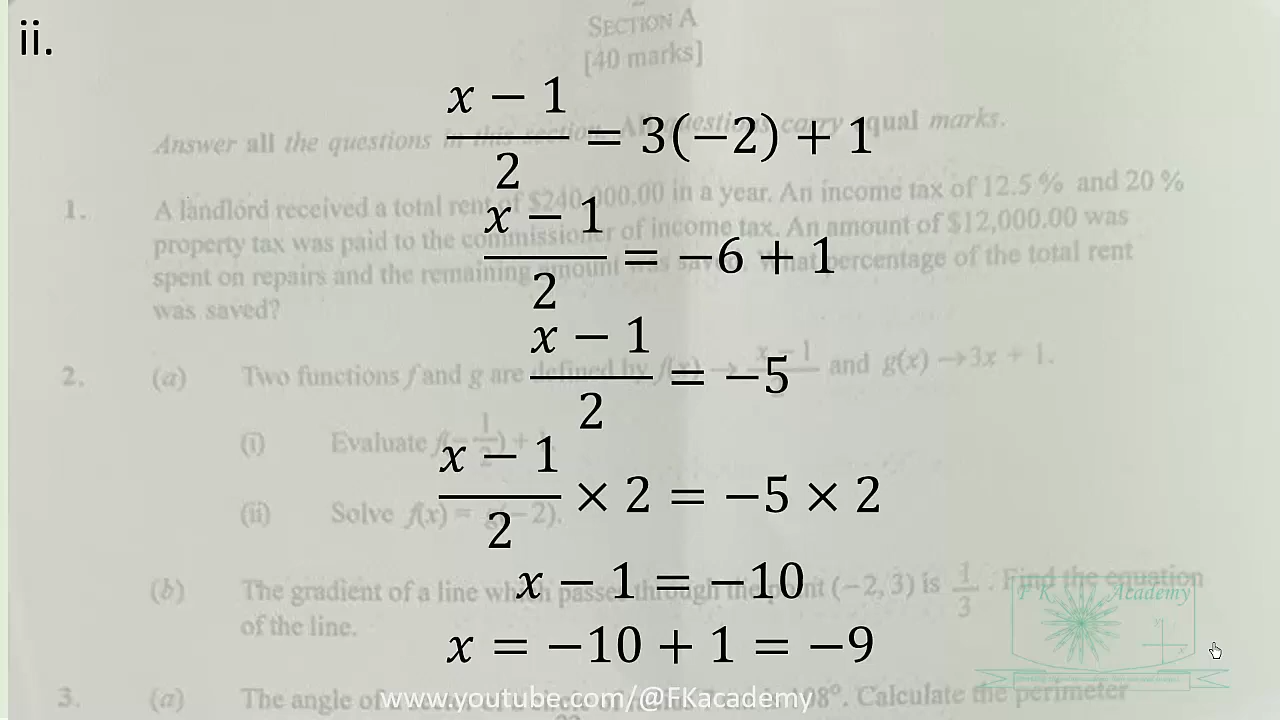 ii.
SECTION A
[40 marks]
x − 1
2
= 3(−2) + 1
Answer all the questions in this section. All questions carry equal marks.
1. A landlord received a total rent of $240,000.00 in a year. An income tax of 12.5 % and 20 %
x − 1
2
= −6 + 1
property tax was paid to the commissioner of income tax. An amount of $12,000.00 was
spent on repairs and the remaining amount was saved. What percentage of the total rent
was saved?
x − 1
2
= −5
2. (a) Two functions f and g are defined by f(x) → x − 1 and g(x) → 3x + 1.
(i) Evaluate f(− 1/2) +
x − 1
2
× 2 = −5 × 2
(ii) Solve f(x) = g(−2).
x − 1 = −10
(b) The gradient of a line which passes through the point (−2, 3) is 1/3. Find the equation
of the line.
FK Academy
x = −10 + 1 = −9
3. (a) The angle of 108°. Calculate the perimeter
www.youtube.com/@FKacademy